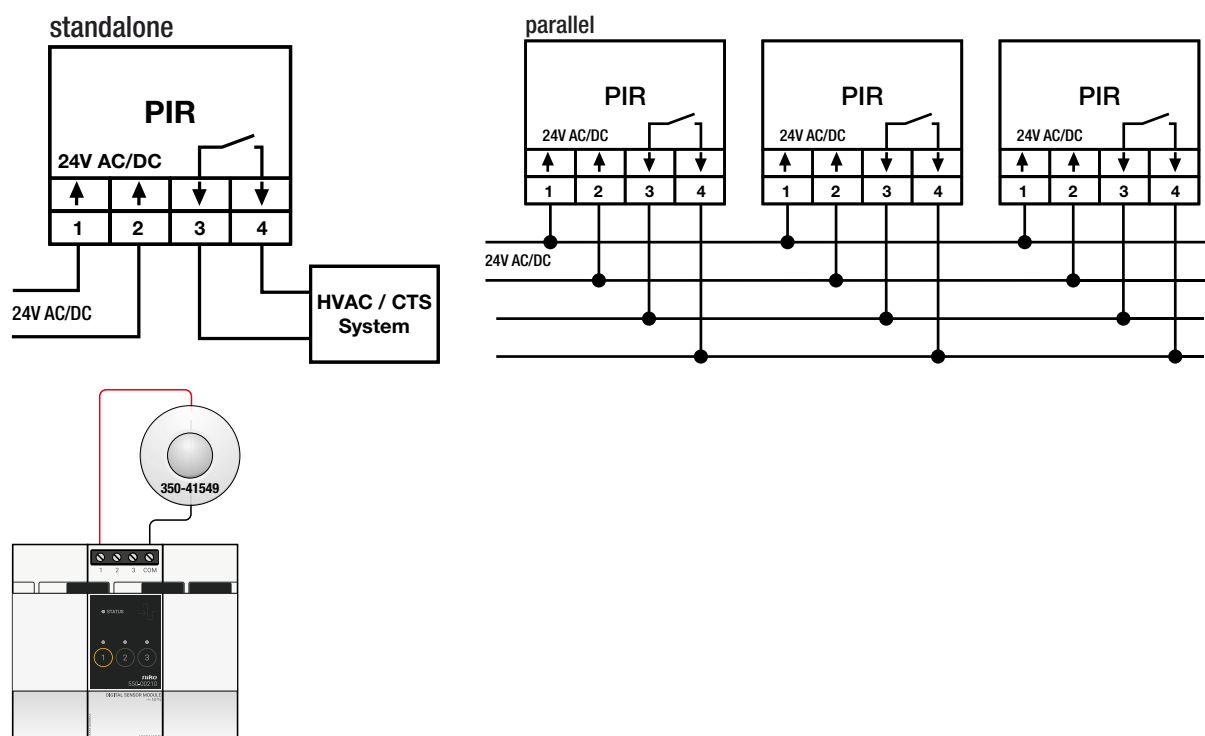 standalone
PIR
24V AC/DC
1 2 3 4
24V AC/DC
HVAC / CTS
System
parallel
PIR
24V AC/DC
1 2 3 4
PIR
24V AC/DC
1 2 3 4
PIR
24V AC/DC
1 2 3 4
24V AC/DC
350-41549
1 2 3 COM
STATUS
1 2 3
niko
550-00210
DIGITAL SENSOR MODULE